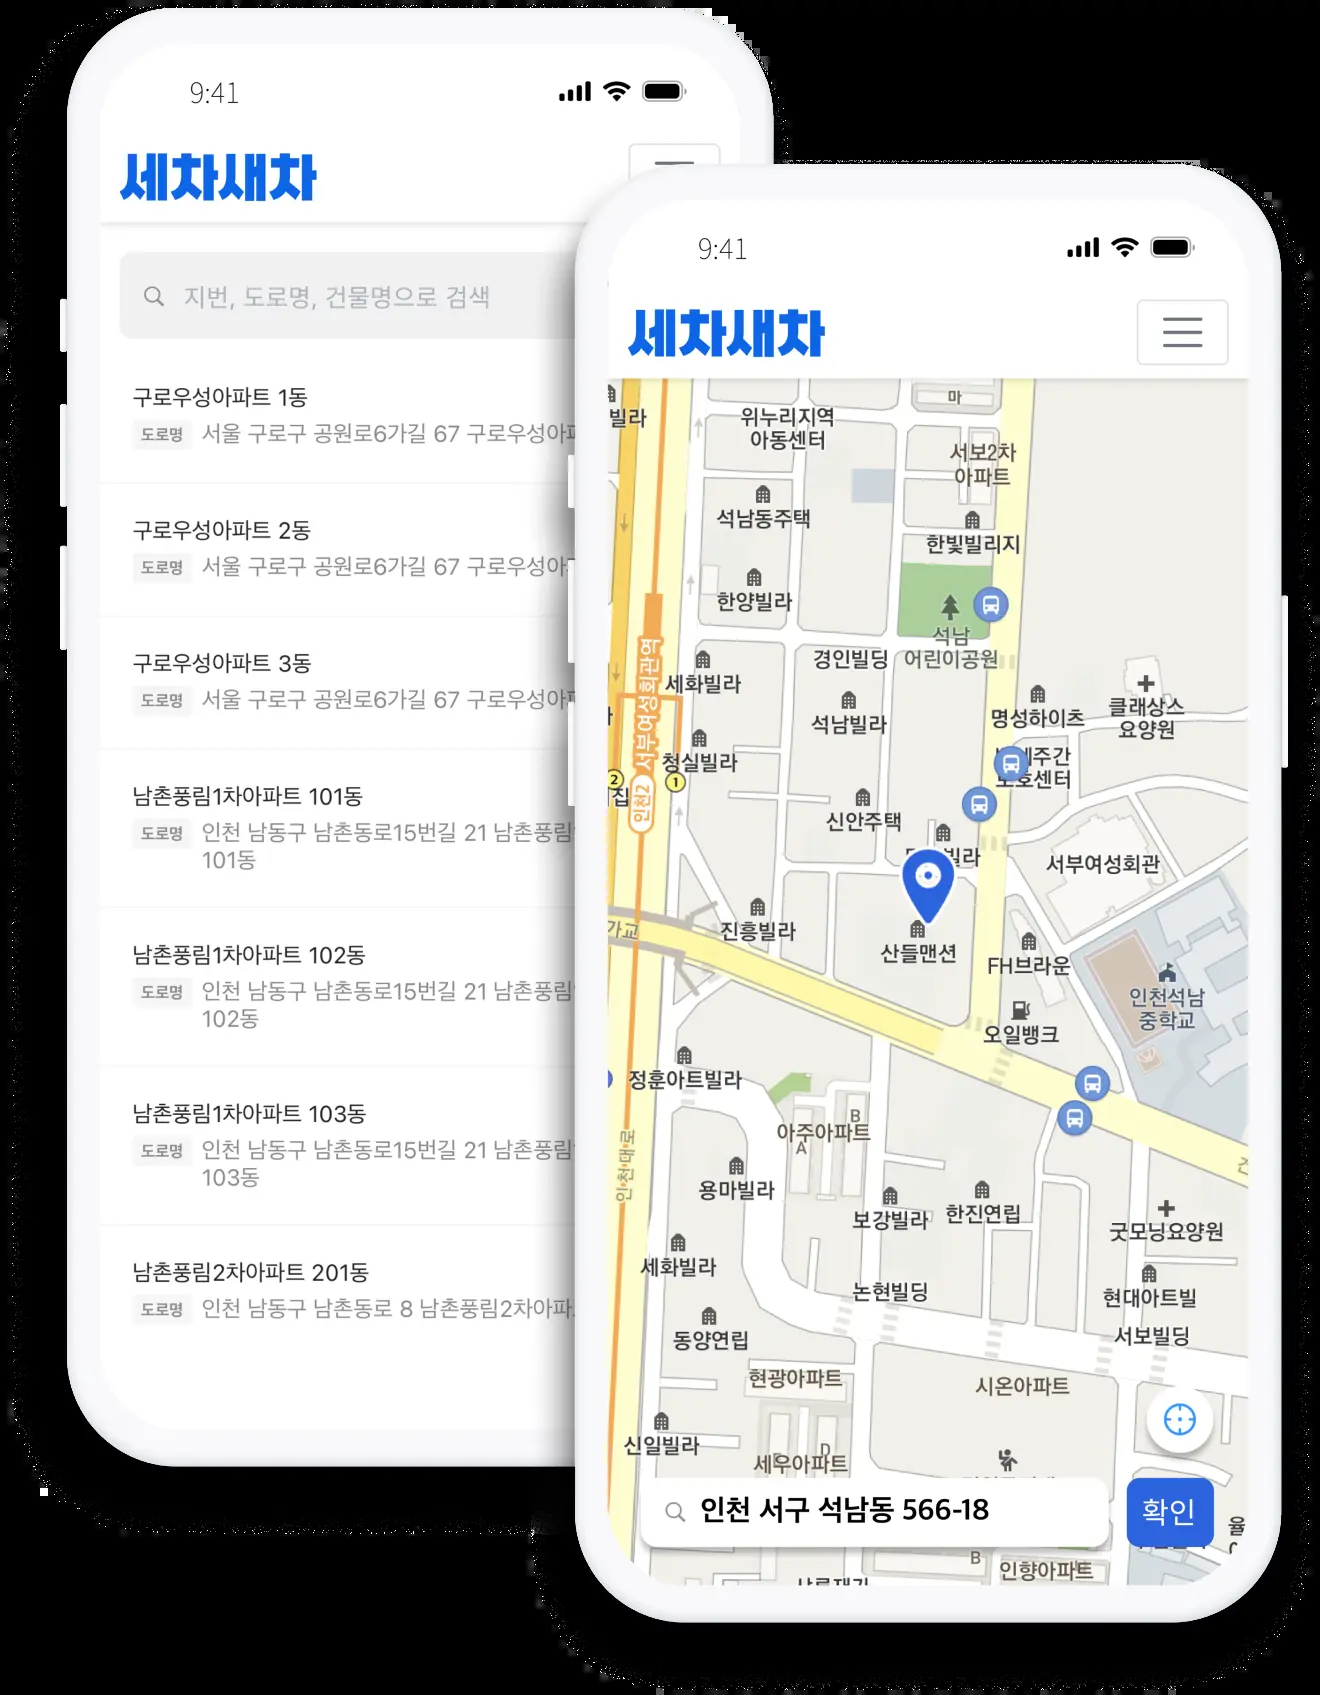 9:41
세차새차
지번, 도로명, 건물명으로 검색
구로우성아파트 1동
도로명 서울 구로구 공원로6가길 67 구로우성아
구로우성아파트 2동
도로명 서울 구로구 공원로6가길 67 구로우성아
구로우성아파트 3동
도로명 서울 구로구 공원로6가길 67 구로우성아
남촌풍림1차아파트 101동
도로명 인천 남동구 남촌동로15번길 21 남촌풍림
101동
남촌풍림1차아파트 102동
도로명 인천 남동구 남촌동로15번길 21 남촌풍림
102동
남촌풍림1차아파트 103동
도로명 인천 남동구 남촌동로15번길 21 남촌풍림
103동
남촌풍림2차아파트 201동
도로명 인천 남동구 남촌동로 8 남촌풍림2차아파
9:41
세차새차
마
빌라
위누리지역
아동센터
서보2차
아파트
석남동주택
한빛빌리지
한양빌라
석남
어린이공원
경인빌딩
세화빌라
서부여성회관역
인천2
석남빌라
명성하이츠
클래상스
요양원
청실빌라
2
1
집
주간
보호센터
신안주택
빌라
서부여성회관
진흥빌라
가교
산들맨션
FH브라운
인천석남
중학교
오일뱅크
정훈아트빌라
B
아주아파트
A
인천대로
용마빌라
보강빌라
한진연립
굿모닝요양원
세화빌라
논현빌딩
현대아트빌
동양연립
서보빌딩
현광아파트
시온아파트
신일빌라
D
세우아파트
인천 서구 석남동 566-18
확인
율
B
인향아파트